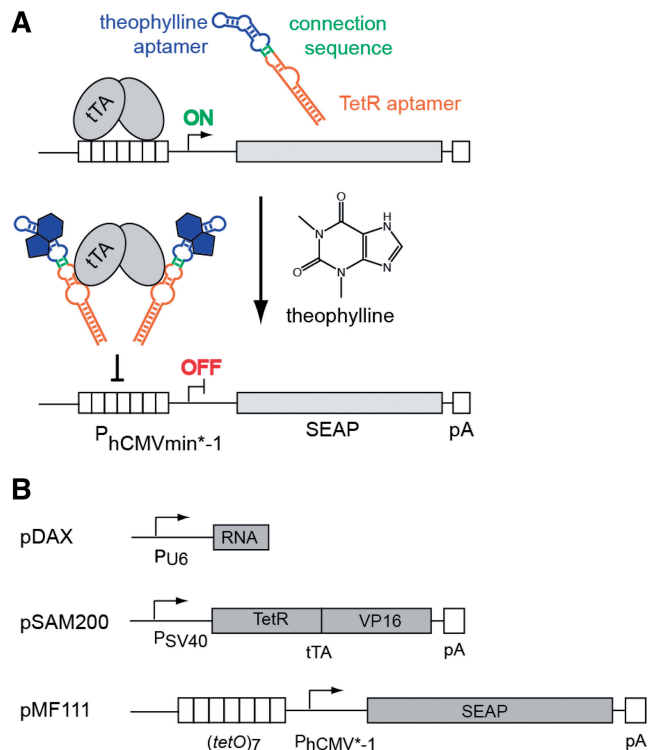 A
theophylline
aptamer
connection
sequence
TetR aptamer
tTA
ON
tTA
O
N
N
O
H
N
N
theophylline
OFF
PhCMVmin*-1
SEAP
pA
B
pDAX
PU6
RNA
pSAM200
PSV40
TetR
VP16
tTA
pA
pMF111
(tetO)7
PhCMV*-1
SEAP
pA